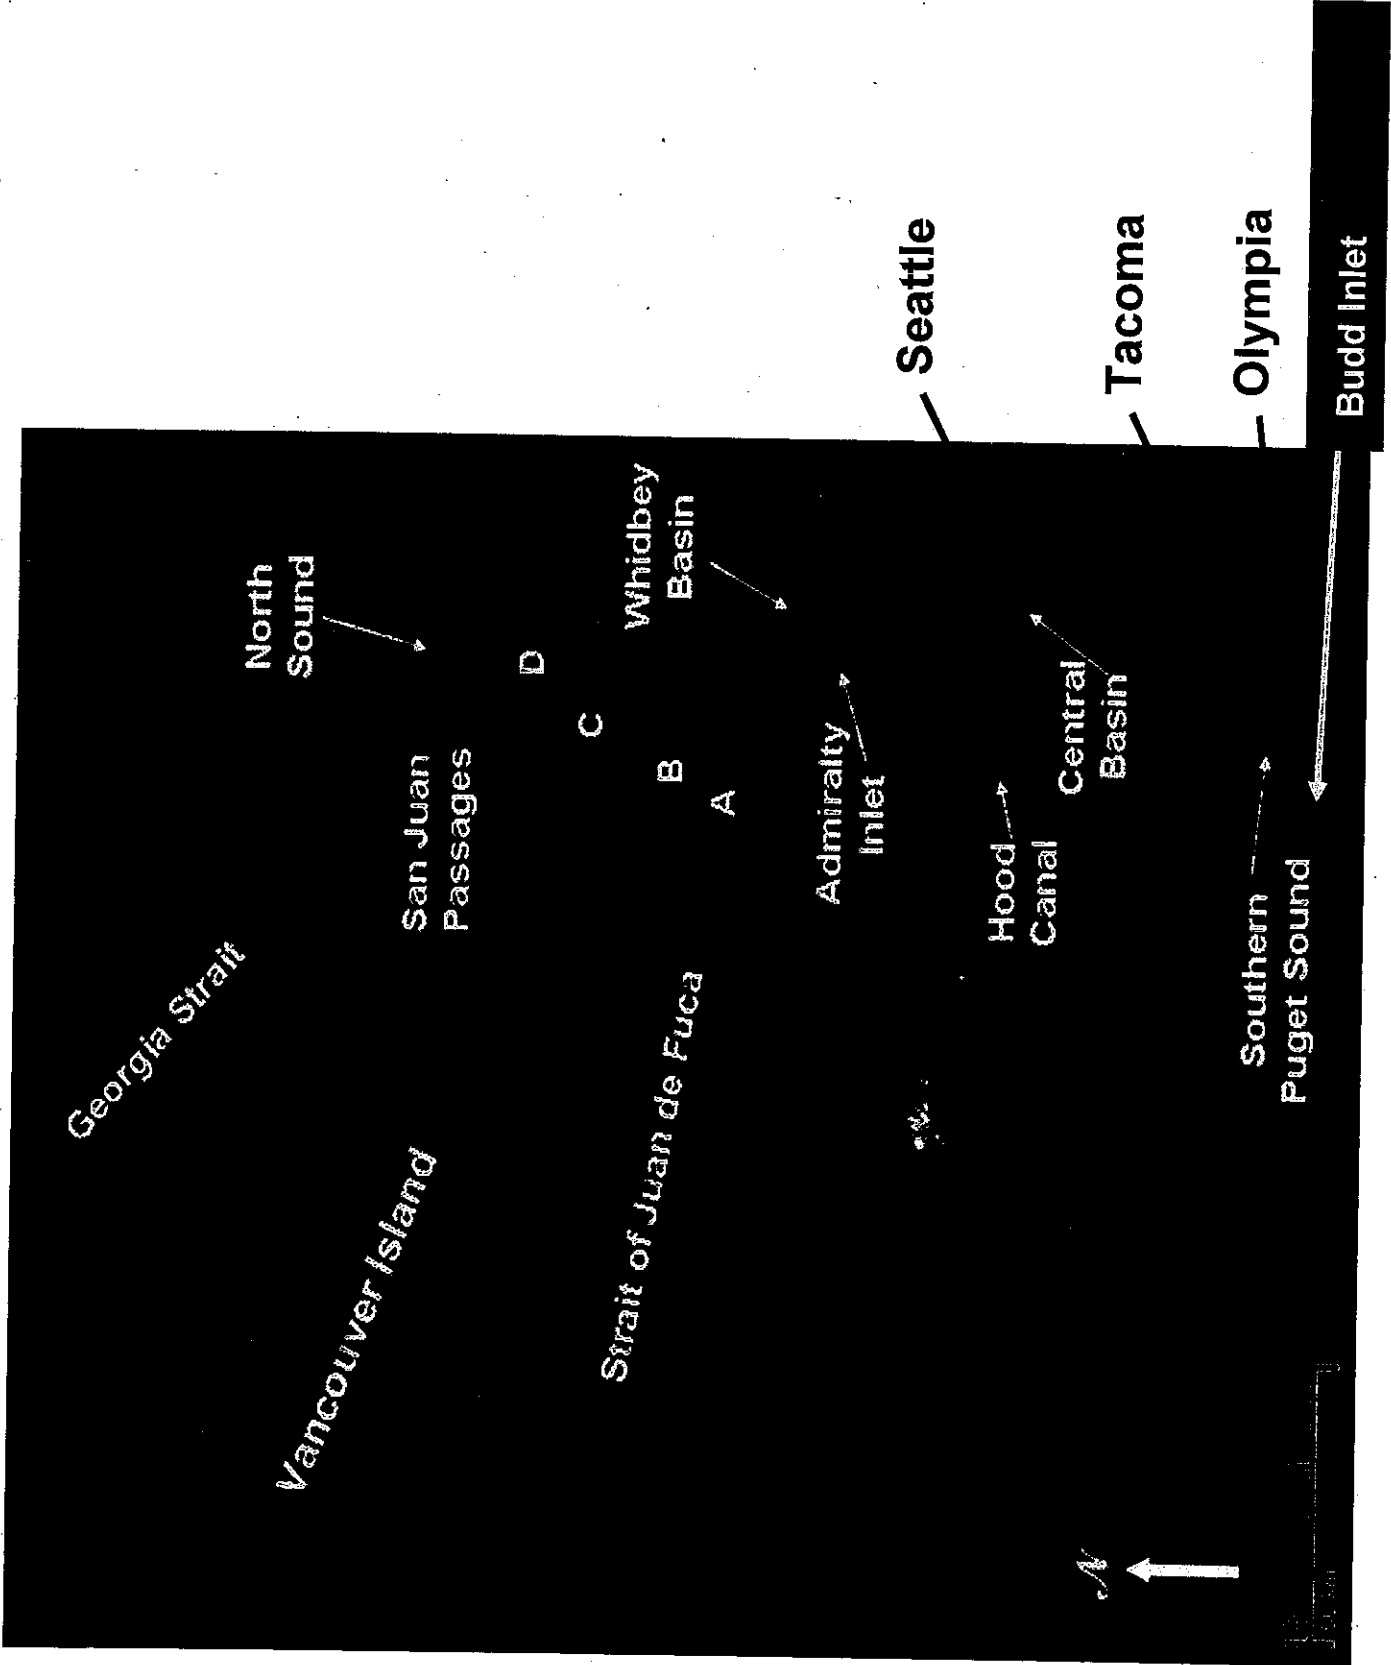 Georgia Strait
North
Sound
Vancouver Island
San Juan
Passages
D
C
B
A
Whidbey
Basin
Strait of Juan de Fuca
Admiralty
Inlet
Seattle
Hood
Canal
Central
Basin
Tacoma
N
Southern
Puget Sound
Olympia
Budd Inlet